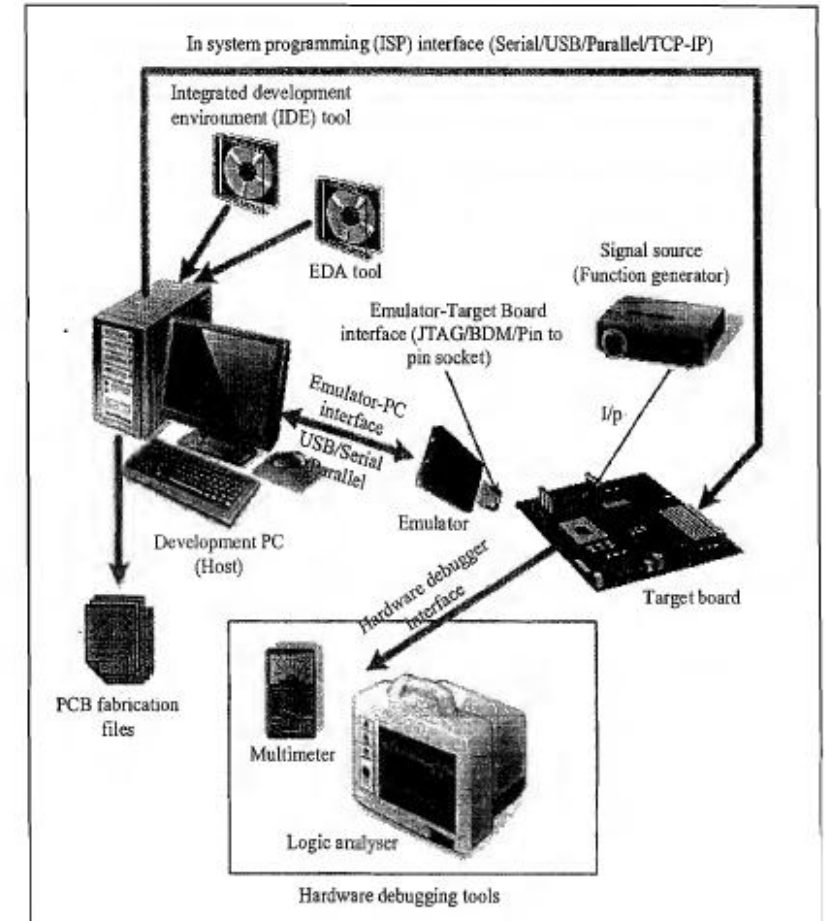 In system programming (ISP) interface (Serial/USB/Parallel/TCP-IP)
Integrated development
environment (IDE) tool
EDA tool
Signal source
(Function generator)
Emulator-Target Board
interface (JTAG/BDM/Pin to
pin socket)
I/p
Emulator-PC
interface
USB/Serial
Parallel
Emulator
Development PC
(Host)
Hardware debugger
interface
Target board
PCB fabrication
files
Multimeter
Logic analyser
Hardware debugging tools